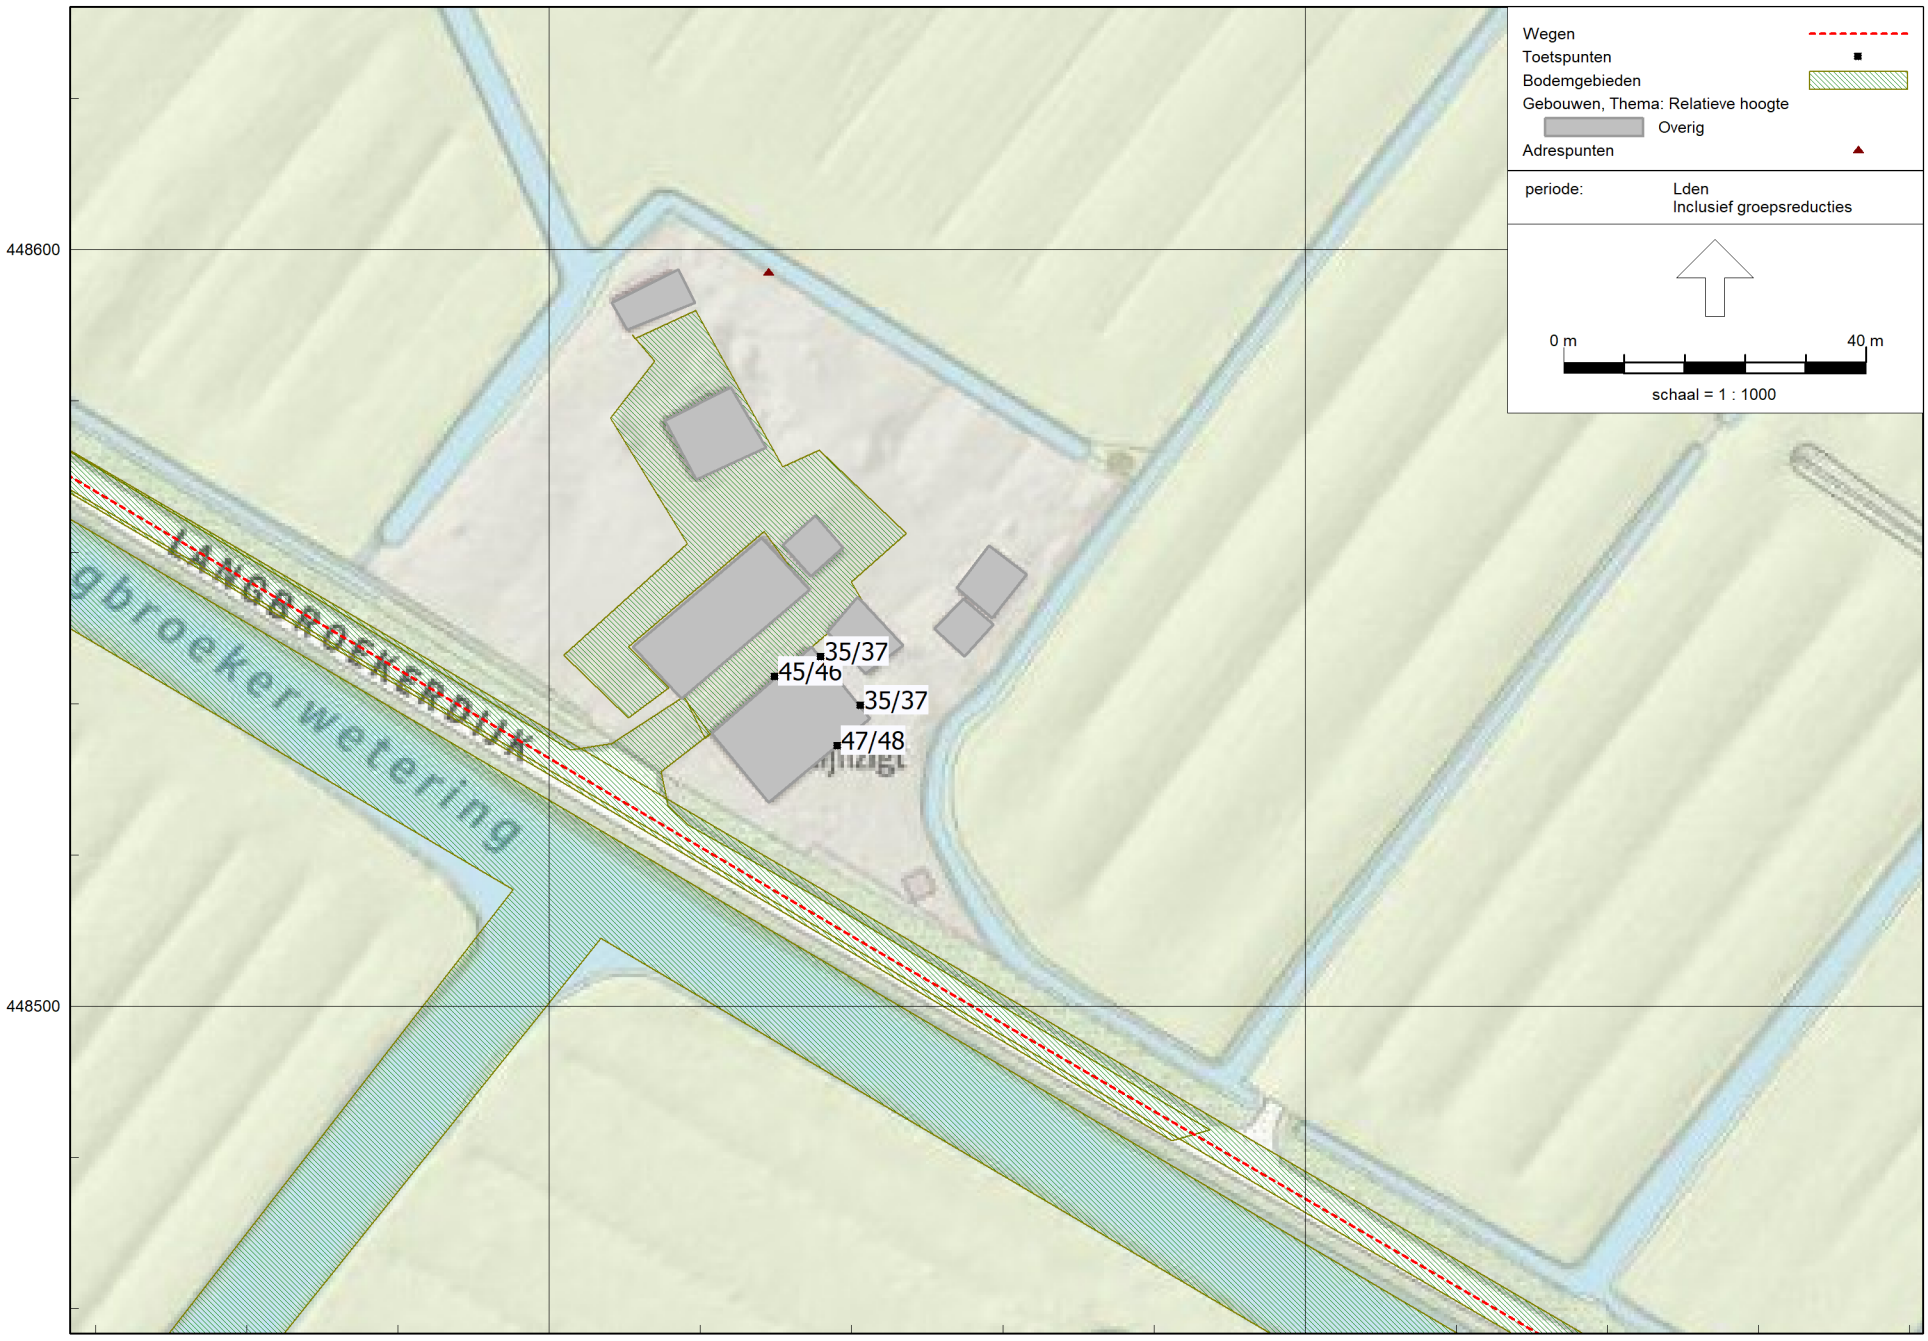 Wegen
Toetspunten
Bodemgebieden
Gebouwen, Thema: Relatieve hoogte
Overig
Adrespunten
periode:
Lden
Inclusief groepsreducties
0 m
40 m
schaal = 1 : 1000
448600
LANGBROEKERDIJK
gbroekerwetering
35/37
45/46
35/37
47/48
448500